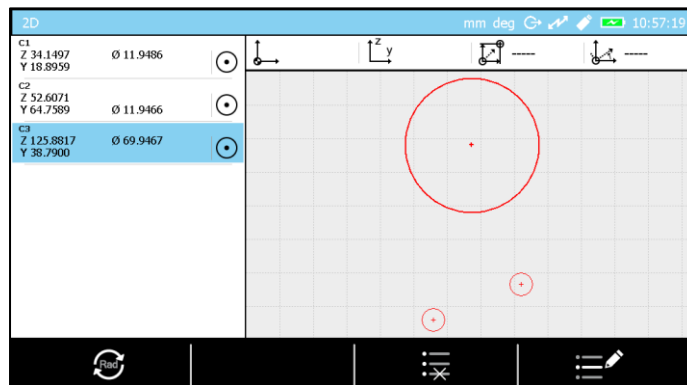 2D
mm deg
10:57:19
C1
Z 34.1497 Ø 11.9486
Y 18.8959
C2
Z 52.6071
Y 64.7589 Ø 11.9466
C3
Z 125.8817 Ø 69.9467
Y 38.7900
Z
y
-----
-----
Rad